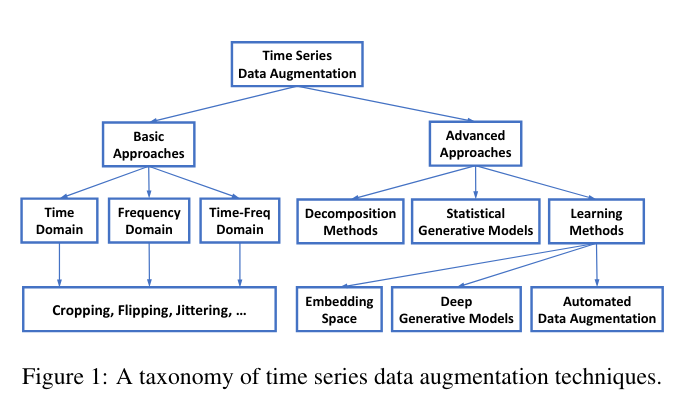 Time Series
Data Augmentation
Basic
Approaches
Advanced
Approaches
Time
Domain
Frequency
Domain
Time-Freq
Domain
Decomposition
Methods
Statistical
Generative Models
Learning
Methods
Cropping, Flipping, Jittering, ...
Embedding
Space
Deep
Generative Models
Automated
Data Augmentation
Figure 1: A taxonomy of time series data augmentation techniques.